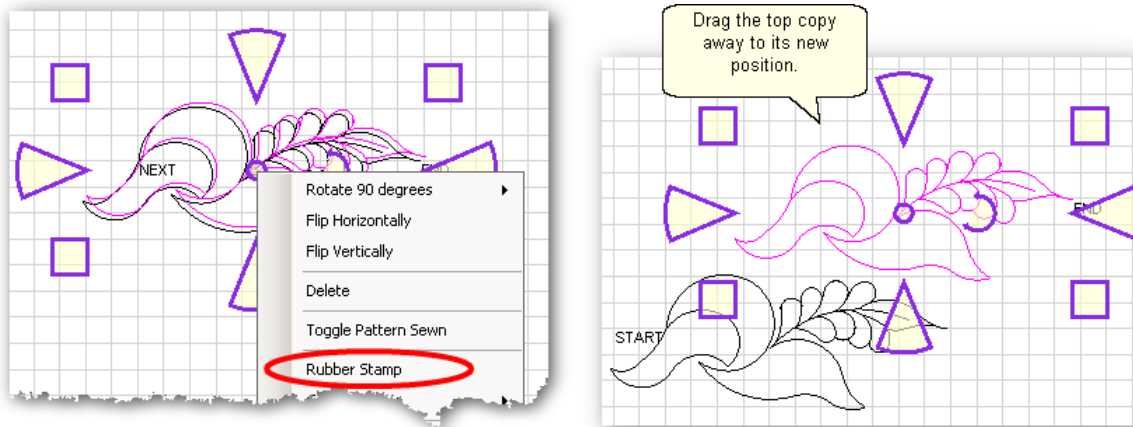 NEXT
END
Rotate 90 degrees
Flip Horizontally
Flip Vertically
Delete
Toggle Pattern Sewn
Rubber Stamp
Drag the top copy
away to its new
position.
END
START